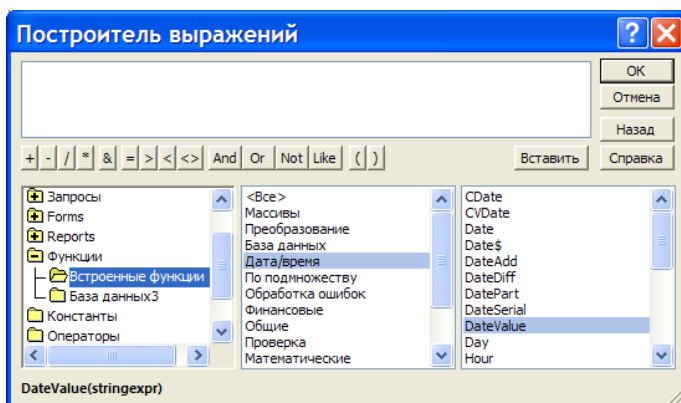 Построитель выражений
OK
Отмена
Назад
+ - / * & = > < <> And Or Not Like ( ) Вставить Справка
Запросы
Forms
Reports
Функции
Встроенные функции
База данных3
Константы
Операторы
<Все>
Массивы
Преобразование
База данных
Дата/время
По подмножеству
Обработка ошибок
Финансовые
Общие
Проверка
Математические
CDate
CVDate
Date
Date$
DateAdd
DateDiff
DatePart
DateSerial
DateValue
Day
Hour
DateValue(stringexpr)